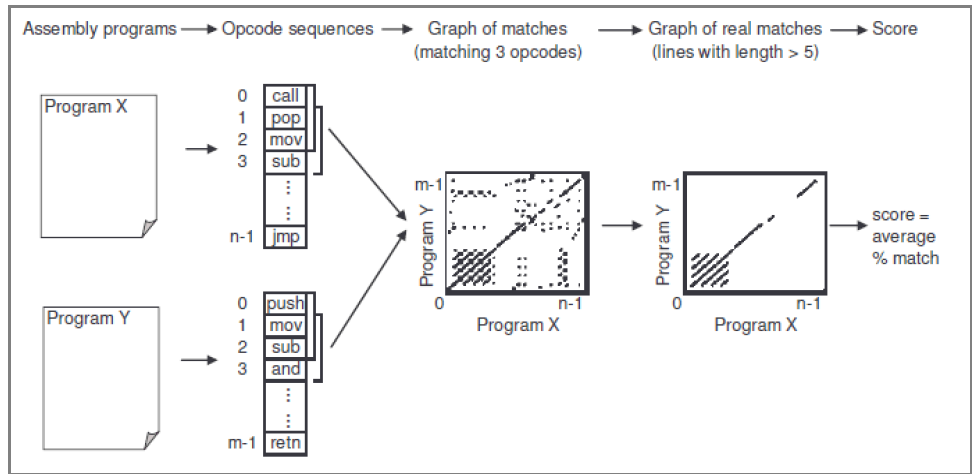 Assembly programs Opcode sequences Graph of matches Graph of real matches Score
(matching 3 opcodes) (lines with length > 5)
Program X
0 call
1 pop
2 mov
3 sub
n-1 jmp
Program Y
0 push
1 mov
2 sub
3 and
m-1 retn
m-1
Program Y
0 n-1
Program X
m-1
Program Y
0 n-1
Program X
score =
average
% match